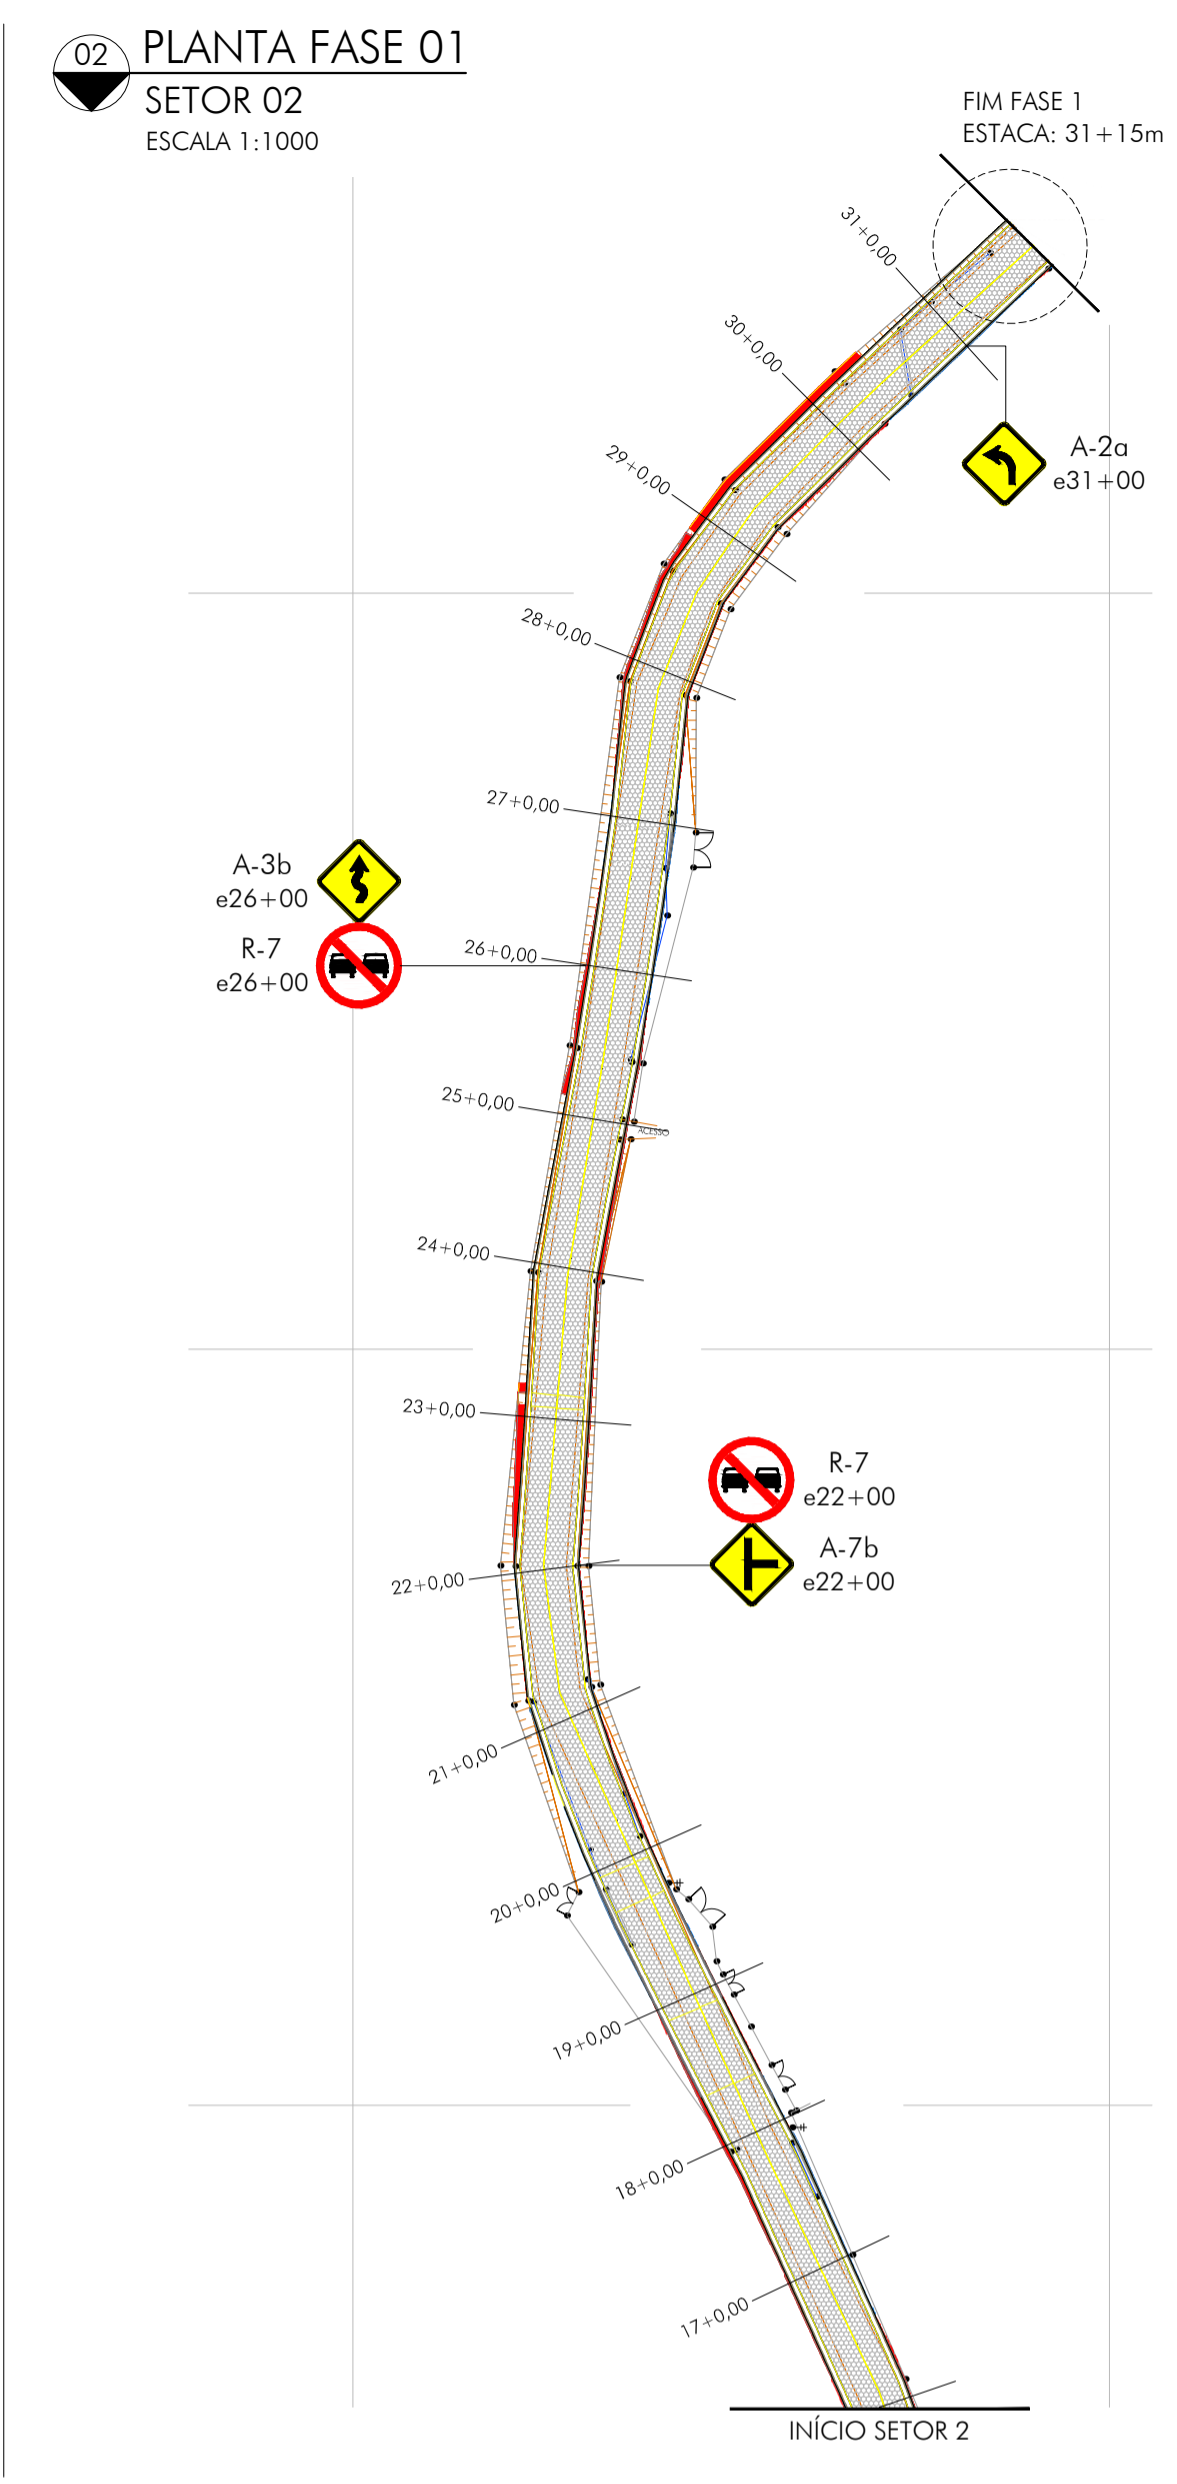 02
PLANTA FASE 01
SETOR 02
ESCALA 1:1000
FIM FASE 1
ESTACA: 31+15m
31+0,00
30+0,00
A-2a
e31+00
29+0,00
28+0,00
27+0,00
A-3b
e26+00
R-7
e26+00
26+0,00
25+0,00
ACESSO
24+0,00
23+0,00
R-7
e22+00
A-7b
e22+00
22+0,00
21+0,00
20+0,00
19+0,00
18+0,00
17+0,00
INÍCIO SETOR 2